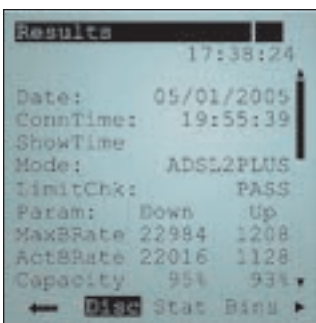 Results
17:38:24
Date: 05/01/2005
ConnTime: 19:55:39
ShowTime
Mode: ADSL2PLUS
LimitChk: PASS
Param: Down Up
MaxBRate 22984 1208
ActBRate 22016 1128
Capacity 95% 93%
Disc Stat Binu